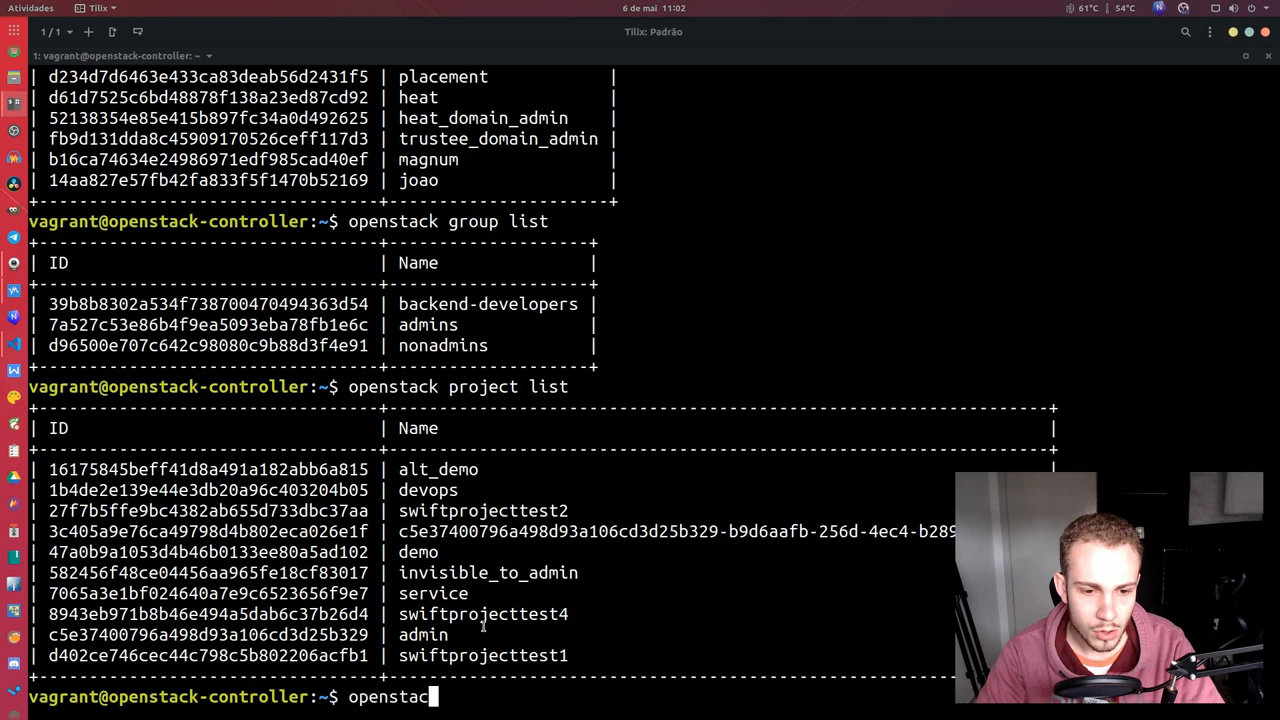 Atividades
Tilix
6 de mai 11:02
61°C
54°C
1 / 1
Tilix: Padrão
1: vagrant@openstack-controller: ~
| d234d7d6463e433ca83deab56d2431f5 | placement |
| d61d7525c6bd48878f138a23ed87cd92 | heat |
| 52138354e85e415b897fc34a0d492625 | heat_domain_admin |
| fb9d131dda8c45909170526ceff117d3 | trustee_domain_admin |
| b16ca74634e24986971edf985cad40ef | magnum |
| 14aa827e57fb42fa833f5f1470b52169 | joao |
vagrant@openstack-controller:~$ openstack group list
| ID | Name |
| 39b8b8302a534f738700470494363d54 | backend-developers |
| 7a527c53e86b4f9ea5093eba78fb1e6c | admins |
| d96500e707c642c98080c9b88d3f4e91 | nonadmins |
vagrant@openstack-controller:~$ openstack project list
| ID | Name |
| 16175845beff41d8a491a182abb6a815 | alt_demo |
| 1b4de2e139e44e3db20a96c403204b05 | devops
| 27f7b5ffe9bc4382ab655d733dbc37aa | swiftprojecttest2
| 3c405a9e76ca49798d4b802eca026e1f | c5e37400796a498d93a106cd3d25b329-b9d6aafb-256d-4ec4-b289
| 47a0b9a1053d4b46b0133ee80a5ad102 | demo
| 582456f48ce04456aa965fe18cf83017 | invisible_to_admin
| 7065a3e1bf024640a7e9c6523656f9e7 | service
| 8943eb971b8b46e494a5dab6c37b26d4 | swiftprojecttest4
| c5e37400796a498d93a106cd3d25b329 | admin
| d402ce746cec44c798c5b802206acfb1 | swiftprojecttest1
vagrant@openstack-controller:~$ openstac